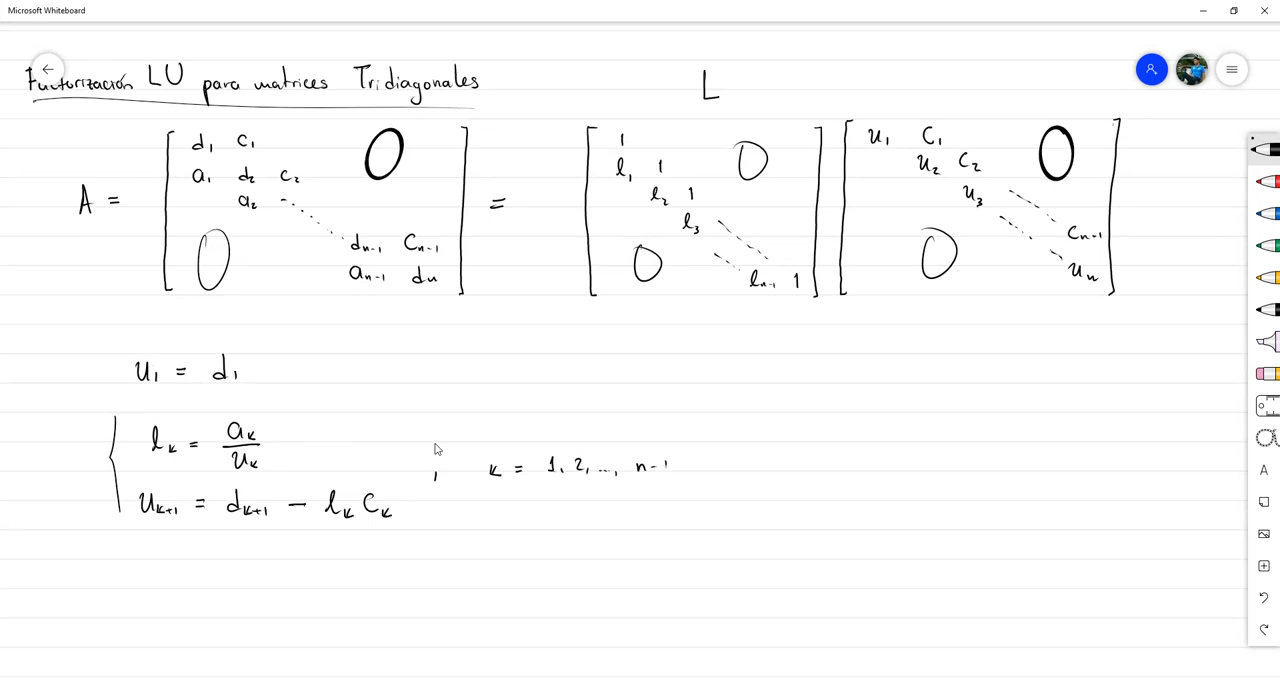 Microsoft Whiteboard
Factorización LU para matrices Tridiagonales
L
A = [ d₁ c₁ 0 = [ 1 0 [ u₁ c₁ 0
a₁ d₂ c₂ l₁ 1 u₂ c₂
a₂ l₂ 1 u₃
l₃
0 dₙ₋₁ cₙ₋₁ 0 0 cₙ₋₁
aₙ₋₁ dₙ ] lₙ₋₁ 1 ] uₙ ]
u₁ = d₁
{ lₖ = aₖ / uₖ
, k = 1, 2, ..., n-1
uₖ₊₁ = dₖ₊₁ − lₖ cₖ
A